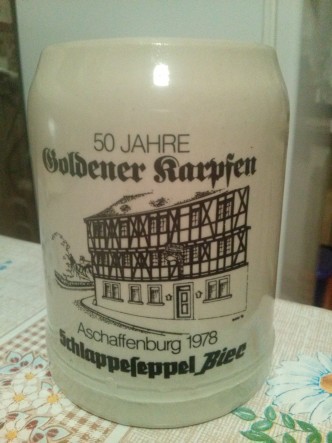 50 JAHRE
Goldener Karpfen
Aschaffenburg 1978
Schlappeseppel Bier